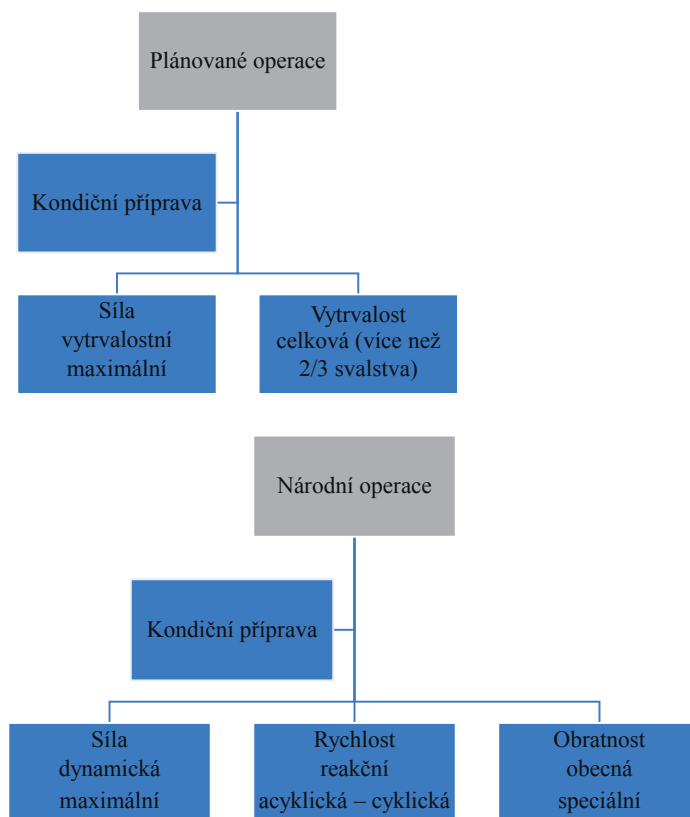 Plánované operace
Kondiční příprava
Síla
vytrvalostní
maximální
Vytrvalost
celková (více než
2/3 svalstva)
Národní operace
Kondiční příprava
Síla
dynamická
maximální
Rychlost
reakční
acyklická – cyklická
Obratnost
obecná
speciální